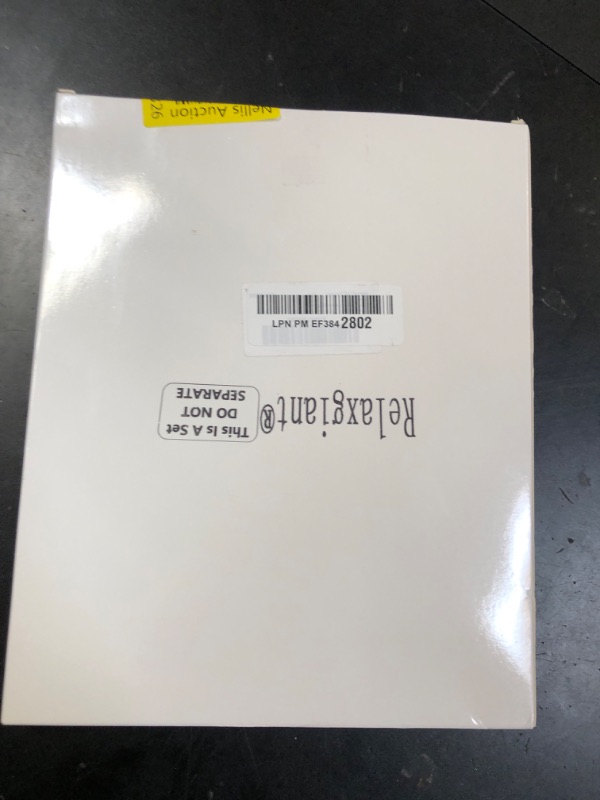 Nellis Auction
26
LPN PM EF3842802
Relaxgiant®
This Is A Set
DO NOT
SEPARATE